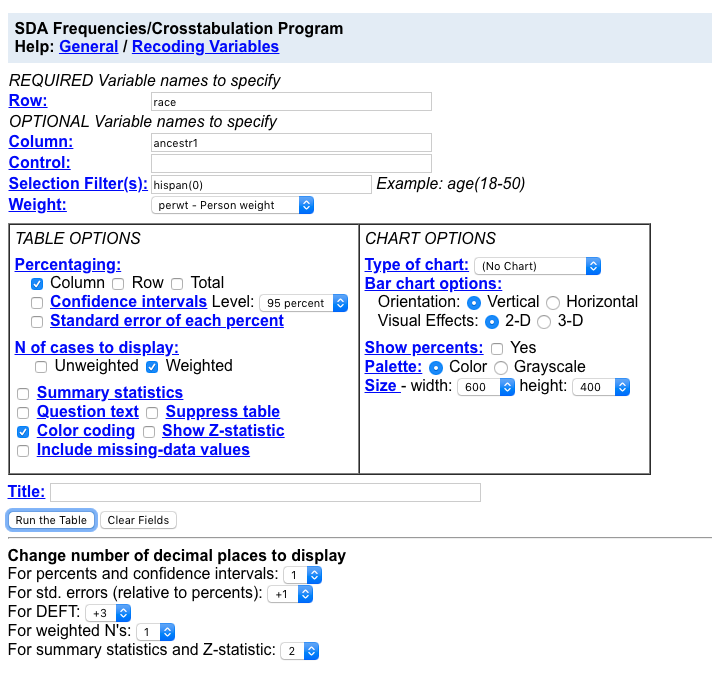 SDA Frequencies/Crosstabulation Program
Help: General / Recoding Variables
REQUIRED Variable names to specify
Row: race
OPTIONAL Variable names to specify
Column: ancestr1
Control:
Selection Filter(s): hispan(0) Example: age(18-50)
Weight: perwt - Person weight
TABLE OPTIONS
Percentaging:
Column Row Total
Confidence intervals Level: 95 percent
Standard error of each percent
N of cases to display:
Unweighted Weighted
Summary statistics
Question text Suppress table
Color coding Show Z-statistic
Include missing-data values
CHART OPTIONS
Type of chart: (No Chart)
Bar chart options:
Orientation: Vertical Horizontal
Visual Effects: 2-D 3-D
Show percents: Yes
Palette: Color Grayscale
Size - width: 600 height: 400
Title:
Run the Table Clear Fields
Change number of decimal places to display
For percents and confidence intervals: 1
For std. errors (relative to percents): +1
For DEFT: +3
For weighted N's: 1
For summary statistics and Z-statistic: 2